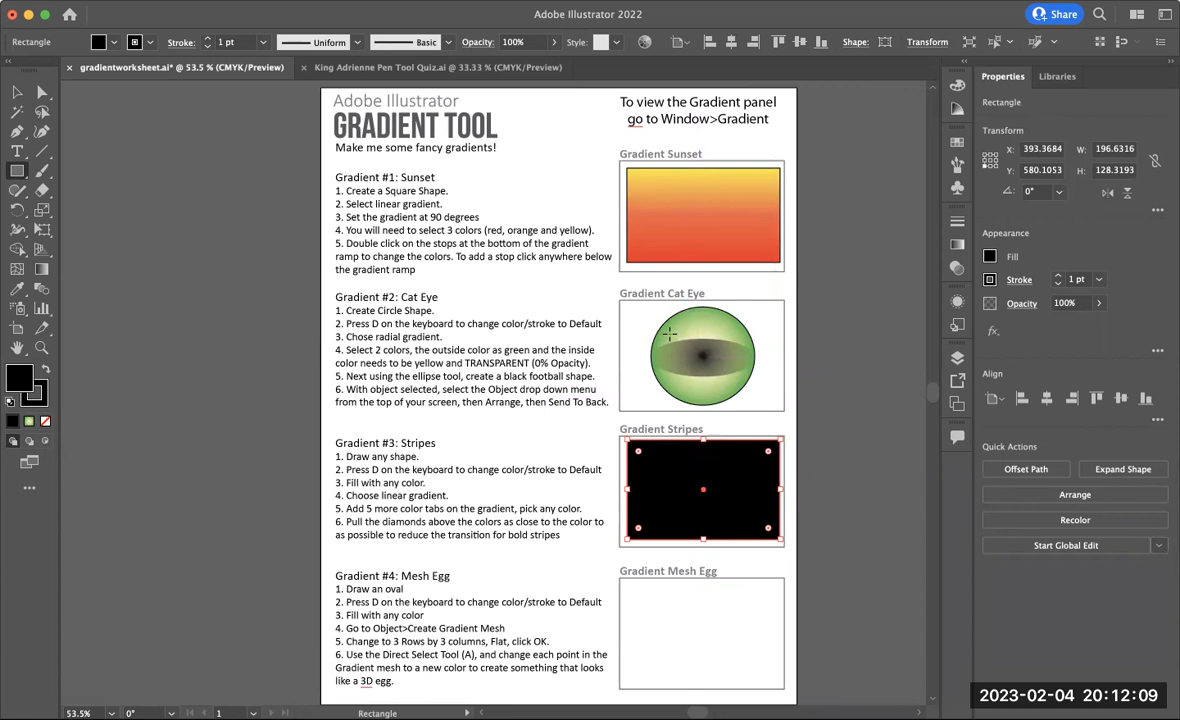 Adobe Illustrator 2022
Share
Rectangle
Stroke:
1 pt
Uniform
Basic
Opacity:
100%
Style:
Shape:
Transform
gradientworksheet.ai* @ 53.5 % (CMYK/Preview)
King Adrienne Pen Tool Quiz.ai @ 33.33 % (CMYK/Preview)
Adobe Illustrator
GRADIENT TOOL
Make me some fancy gradients!
To view the Gradient panel
go to Window>Gradient
Gradient #1: Sunset
1. Create a Square Shape.
2. Select linear gradient.
3. Set the gradient at 90 degrees
4. You will need to select 3 colors (red, orange and yellow).
5. Double click on the stops at the bottom of the gradient
ramp to change the colors. To add a stop click anywhere below
the gradient ramp
Gradient Sunset
Gradient #2: Cat Eye
1. Create Circle Shape.
2. Press D on the keyboard to change color/stroke to Default
3. Chose radial gradient.
4. Select 2 colors, the outside color as green and the inside
color needs to be yellow and TRANSPARENT (0% Opacity).
5. Next using the ellipse tool, create a black football shape.
6. With object selected, select the Object drop down menu
from the top of your screen, then Arrange, then Send To Back.
Gradient Cat Eye
Gradient #3: Stripes
1. Draw any shape.
2. Press D on the keyboard to change color/stroke to Default
3. Fill with any color.
4. Choose linear gradient.
5. Add 5 more color tabs on the gradient, pick any color.
6. Pull the diamonds above the colors as close to the color to
as possible to reduce the transition for bold stripes
Gradient Stripes
Gradient #4: Mesh Egg
1. Draw an oval
2. Press D on the keyboard to change color/stroke to Default
3. Fill with any color
4. Go to Object>Create Gradient Mesh
5. Change to 3 Rows by 3 columns, Flat, click OK.
6. Use the Direct Select Tool (A), and change each point in the
Gradient mesh to a new color to create something that looks
like a 3D egg.
Gradient Mesh Egg
Properties
Libraries
Rectangle
Transform
X: 393.3684
W: 196.6316
Y: 580.1053
H: 128.3193
0°
Appearance
Fill
Stroke
1 pt
Opacity
100%
fx.
Align
Quick Actions
Offset Path
Expand Shape
Arrange
Recolor
Start Global Edit
2023-02-04 20:12:09
53.5%
0°
1
Rectangle